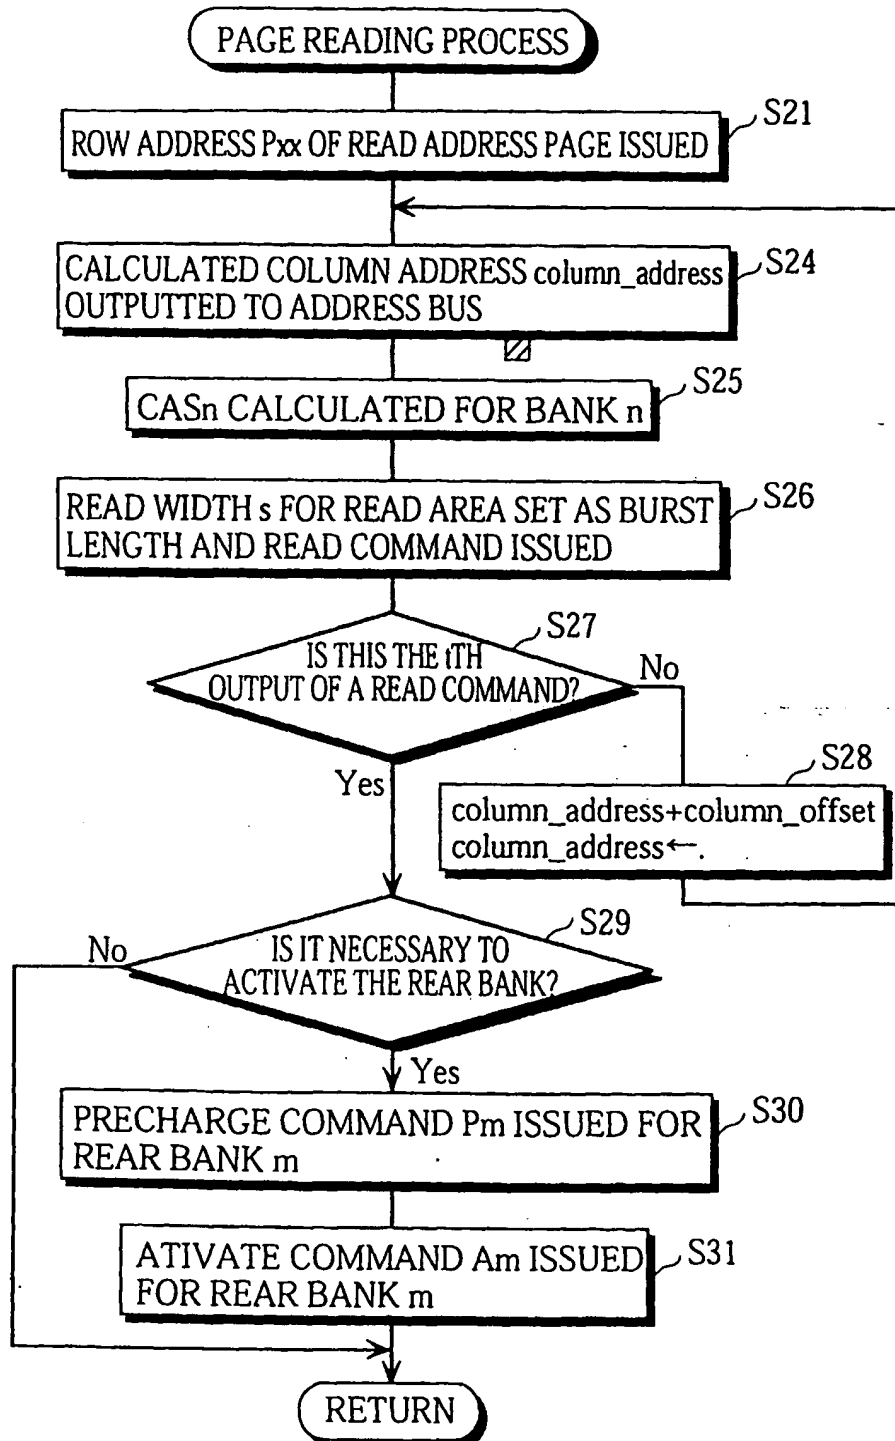 PAGE READING PROCESS
S21
ROW ADDRESS Pxx OF READ ADDRESS PAGE ISSUED
S24
CALCULATED COLUMN ADDRESS column_address
OUTPUTTED TO ADDRESS BUS
S25
CASn CALCULATED FOR BANK n
S26
READ WIDTH s FOR READ AREA SET AS BURST
LENGTH AND READ COMMAND ISSUED
S27
IS THIS THE tTH
OUTPUT OF A READ COMMAND?
No
Yes
S28
column_address+column_offset
column_address←.
S29
No
IS IT NECESSARY TO
ACTIVATE THE REAR BANK?
Yes
S30
PRECHARGE COMMAND Pm ISSUED FOR
REAR BANK m
S31
ATIVATE COMMAND Am ISSUED
FOR REAR BANK m
RETURN